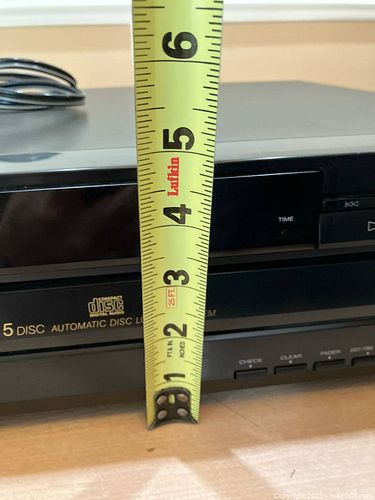 6
5
Lufkin
4
TIME
3
25 FT.
COMPACT
disc
DIGITAL AUDIO
5 DISC AUTOMATIC DISC
2
FT & IN.
INCHES
1
CHECK
CLEAR
FADER